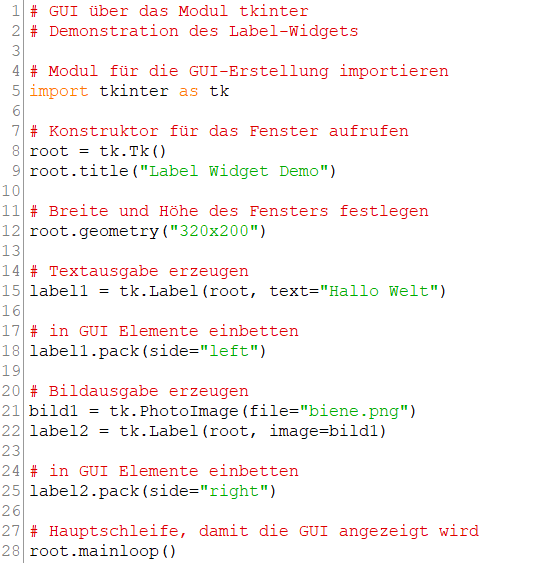 1 # GUI über das Modul tkinter
2 # Demonstration des Label-Widgets
3
4 # Modul für die GUI-Erstellung importieren
5 import tkinter as tk
6
7 # Konstruktor für das Fenster aufrufen
8 root = tk.Tk()
9 root.title("Label Widget Demo")
10
11 # Breite und Höhe des Fensters festlegen
12 root.geometry("320x200")
13
14 # Textausgabe erzeugen
15 label1 = tk.Label(root, text="Hallo Welt")
16
17 # in GUI Elemente einbetten
18 label1.pack(side="left")
19
20 # Bildausgabe erzeugen
21 bild1 = tk.PhotoImage(file="biene.png")
22 label2 = tk.Label(root, image=bild1)
23
24 # in GUI Elemente einbetten
25 label2.pack(side="right")
26
27 # Hauptschleife, damit die GUI angezeigt wird
28 root.mainloop()